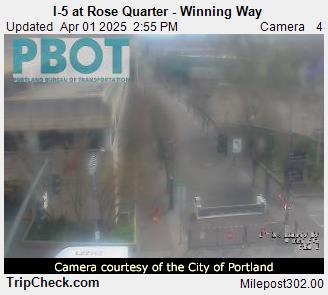 I-5 at Rose Quarter - Winning Way
Updated Apr 01 2025 2:55 PM Camera 4
PBOT
PORTLAND BUREAU OF TRANSPORTATION
Camera courtesy of the City of Portland
TripCheck.com Milepost302.00